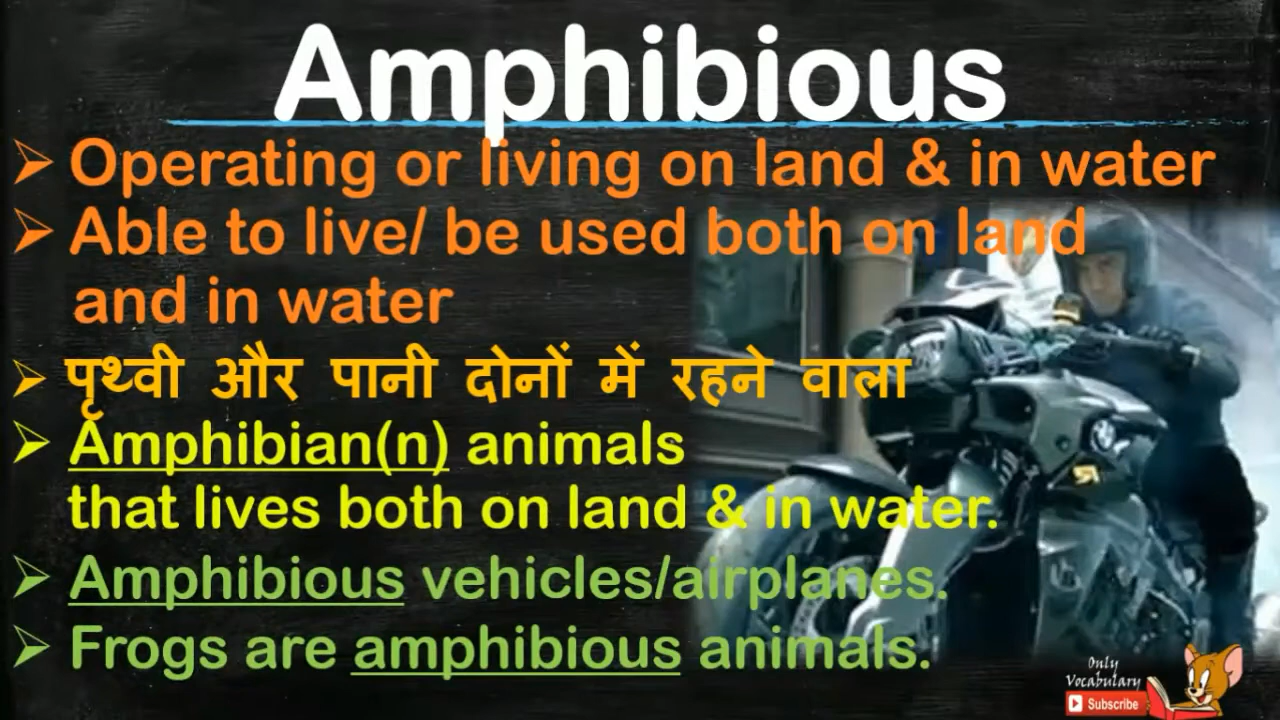 Amphibious
➢ Operating or living on land & in water
➢ Able to live/ be used both on land
and in water
➢ पृथ्वी और पानी दोनों में रहने वाला
➢ Amphibian(n) animals
that lives both on land & in water.
➢ Amphibious vehicles/airplanes.
➢ Frogs are amphibious animals.
Only
Vocabulary
Subscribe